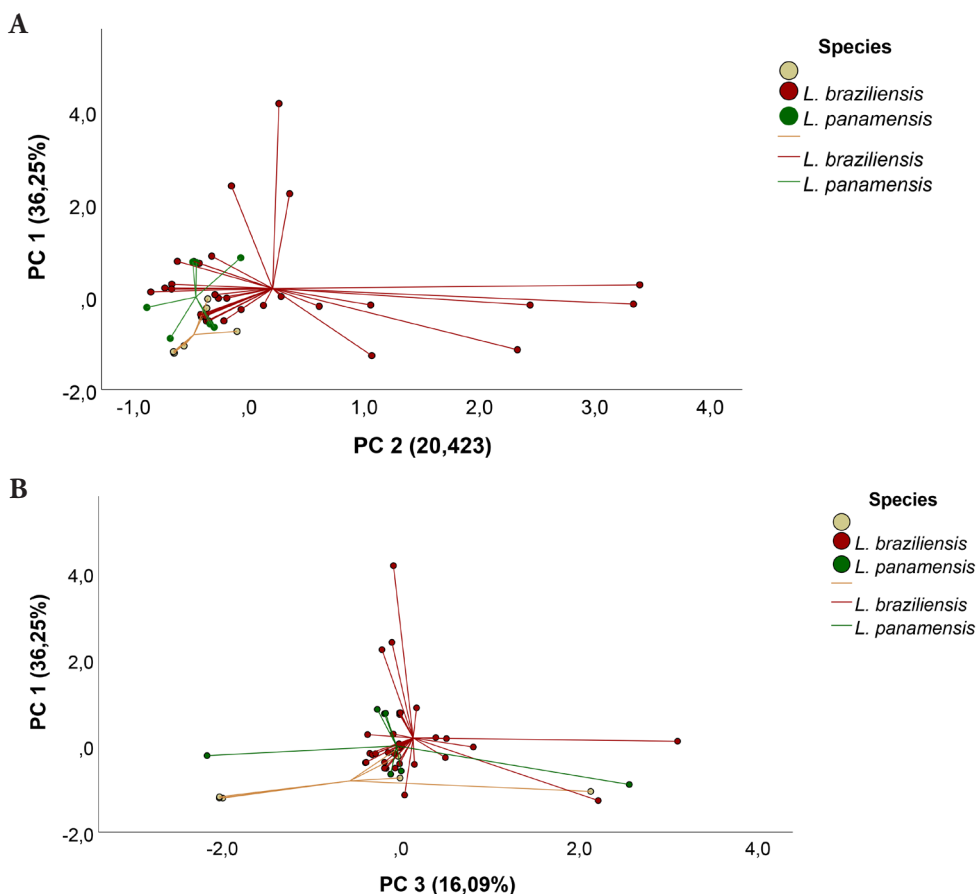 A
Species
L. braziliensis
L. panamensis
L. braziliensis
L. panamensis
PC 1 (36,25%)
4,0
2,0
,0
-2,0
-1,0 ,0 1,0 2,0 3,0 4,0
PC 2 (20,423)
B
Species
L. braziliensis
L. panamensis
L. braziliensis
L. panamensis
PC 1 (36,25%)
4,0
2,0
,0
-2,0
-2,0 ,0 2,0 4,0
PC 3 (16,09%)